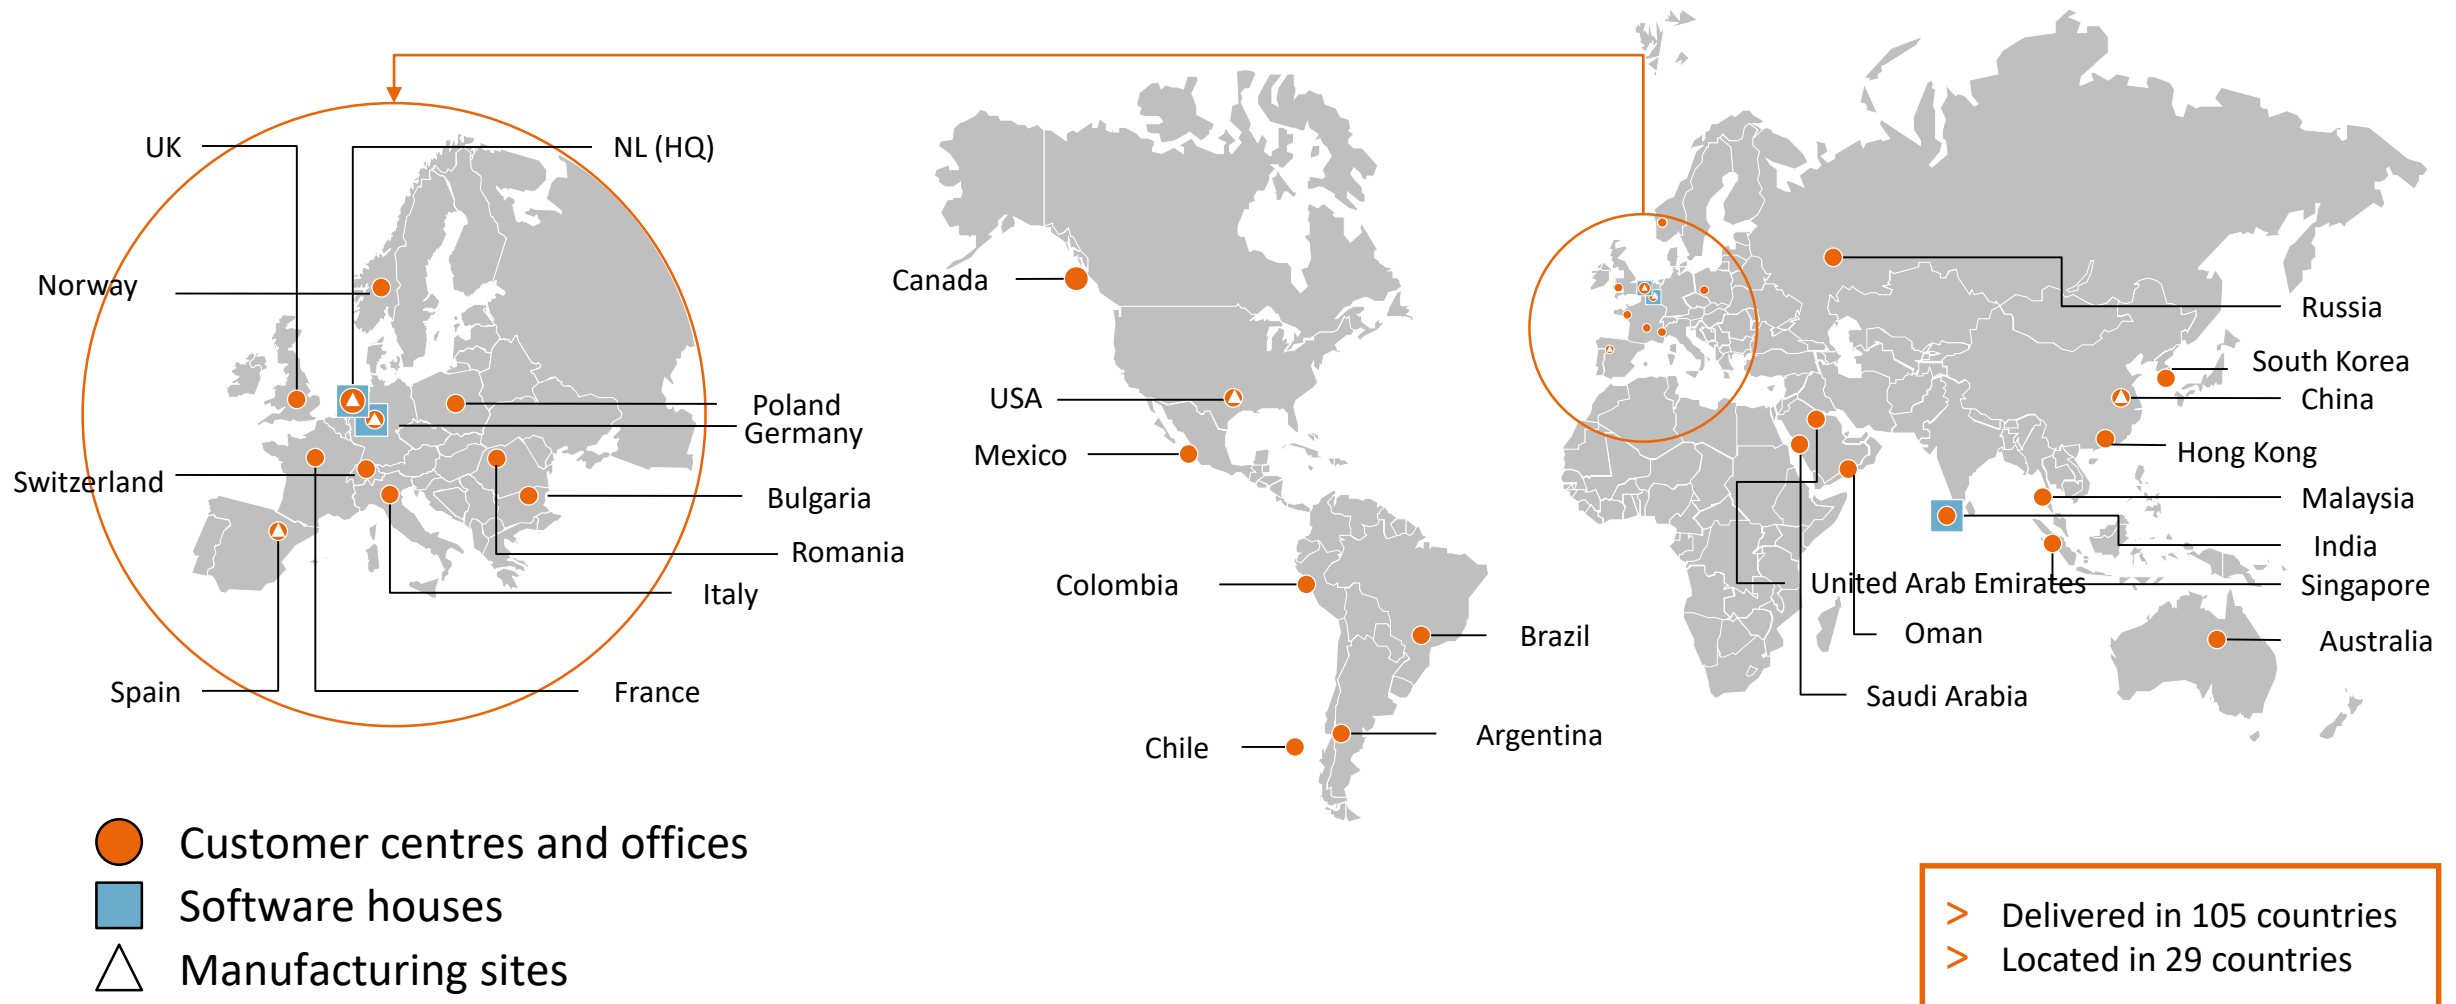 UK
NL (HQ)
Norway
Poland
Germany
Switzerland
Bulgaria
Romania
Italy
Spain
France
Canada
USA
Mexico
Colombia
Brazil
Chile
Argentina
Russia
South Korea
China
Hong Kong
Malaysia
India
United Arab Emirates
Singapore
Oman
Australia
Saudi Arabia
Customer centres and offices
Software houses
Manufacturing sites
> Delivered in 105 countries
> Located in 29 countries